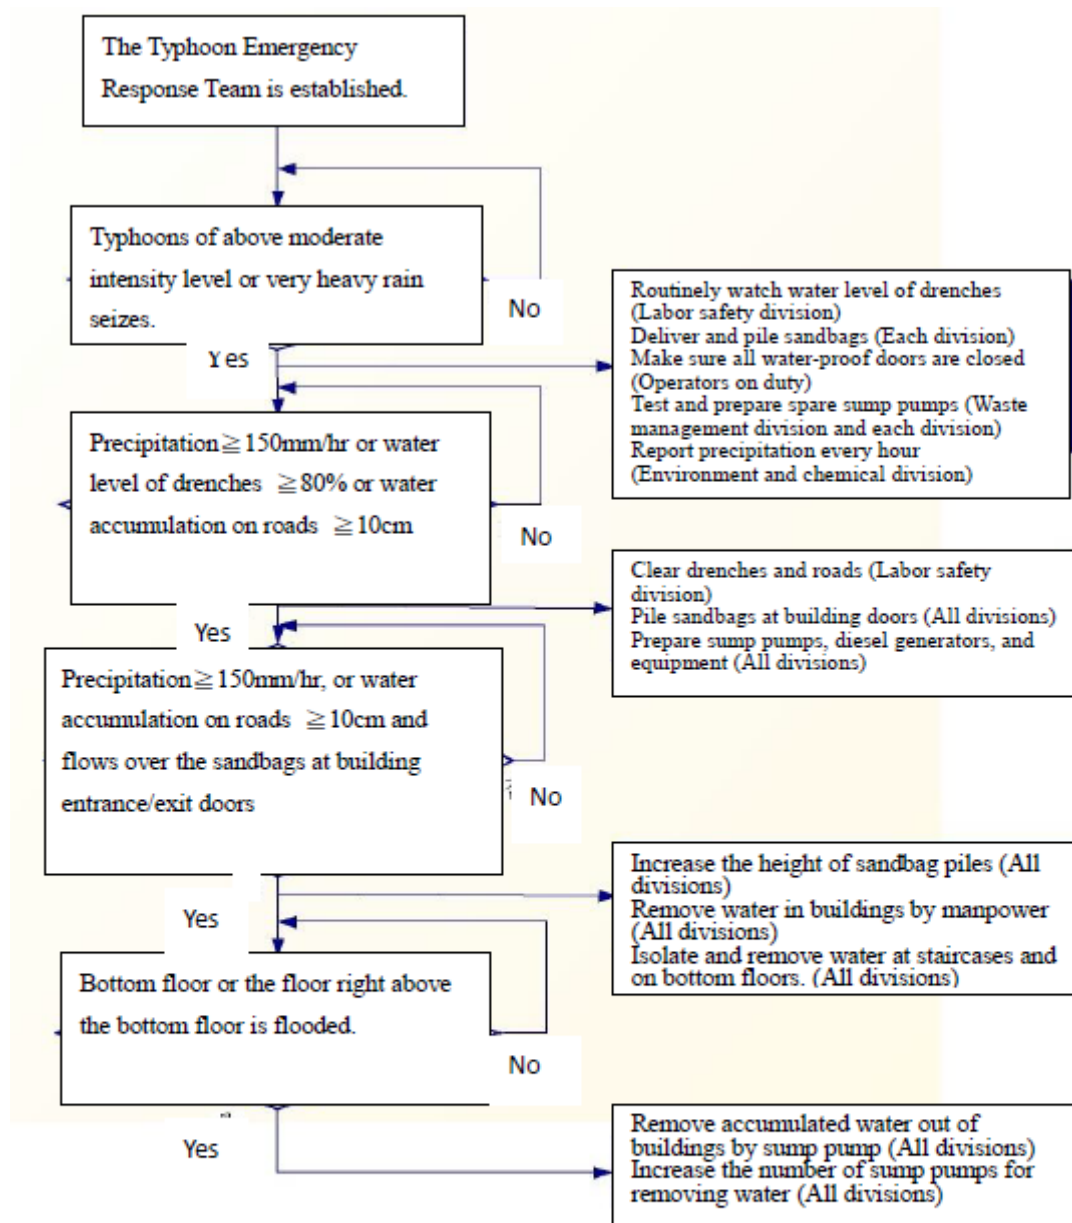 The Typhoon Emergency
Response Team is established.
Typhoons of above moderate
intensity level or very heavy rain
seizes.
No
Yes
Routinely watch water level of drenches
(Labor safety division)
Deliver and pile sandbags (Each division)
Make sure all water-proof doors are closed
(Operators on duty)
Test and prepare spare sump pumps (Waste
management division and each division)
Report precipitation every hour
(Environment and chemical division)
Precipitation≧150mm/hr or water
level of drenches ≧80% or water
accumulation on roads ≧10cm
No
Yes
Clear drenches and roads (Labor safety
division)
Pile sandbags at building doors (All divisions)
Prepare sump pumps, diesel generators, and
equipment (All divisions)
Precipitation≧150mm/hr, or water
accumulation on roads ≧10cm and
flows over the sandbags at building
entrance/exit doors
No
Yes
Increase the height of sandbag piles (All
divisions)
Remove water in buildings by manpower
(All divisions)
Isolate and remove water at staircases and
on bottom floors. (All divisions)
Bottom floor or the floor right above
the bottom floor is flooded.
No
Yes
Remove accumulated water out of
buildings by sump pump (All divisions)
Increase the number of sump pumps for
removing water (All divisions)